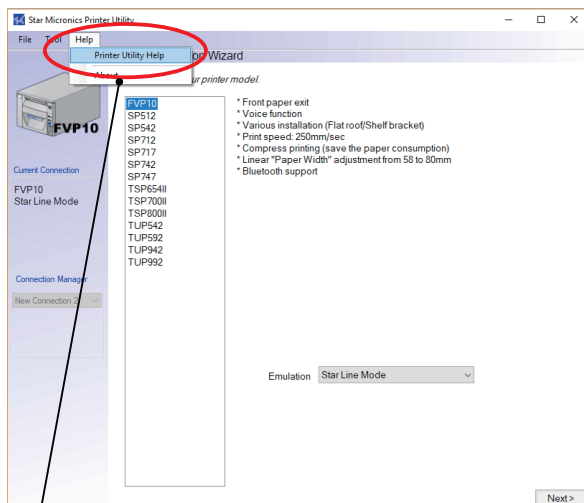 Star Micronics Printer Utility
File Tool Help
Printer Utility Help
About
on Wizard
ur printer model.
FVP10
Current Connection
FVP10
Star Line Mode
Connection Manager
New Connection 2
FVP10
SP512
SP542
SP712
SP717
SP742
SP747
TSP654II
TSP700II
TSP800II
TUP542
TUP592
TUP942
TUP992
* Front paper exit
* Voice function
* Various installation (Flat roof/Shelf bracket)
* Print speed: 250mm/sec
* Compress printing (save the paper consumption)
* Linear "Paper Width" adjustment from 58 to 80mm
* Bluetooth support
Emulation Star Line Mode
Next>